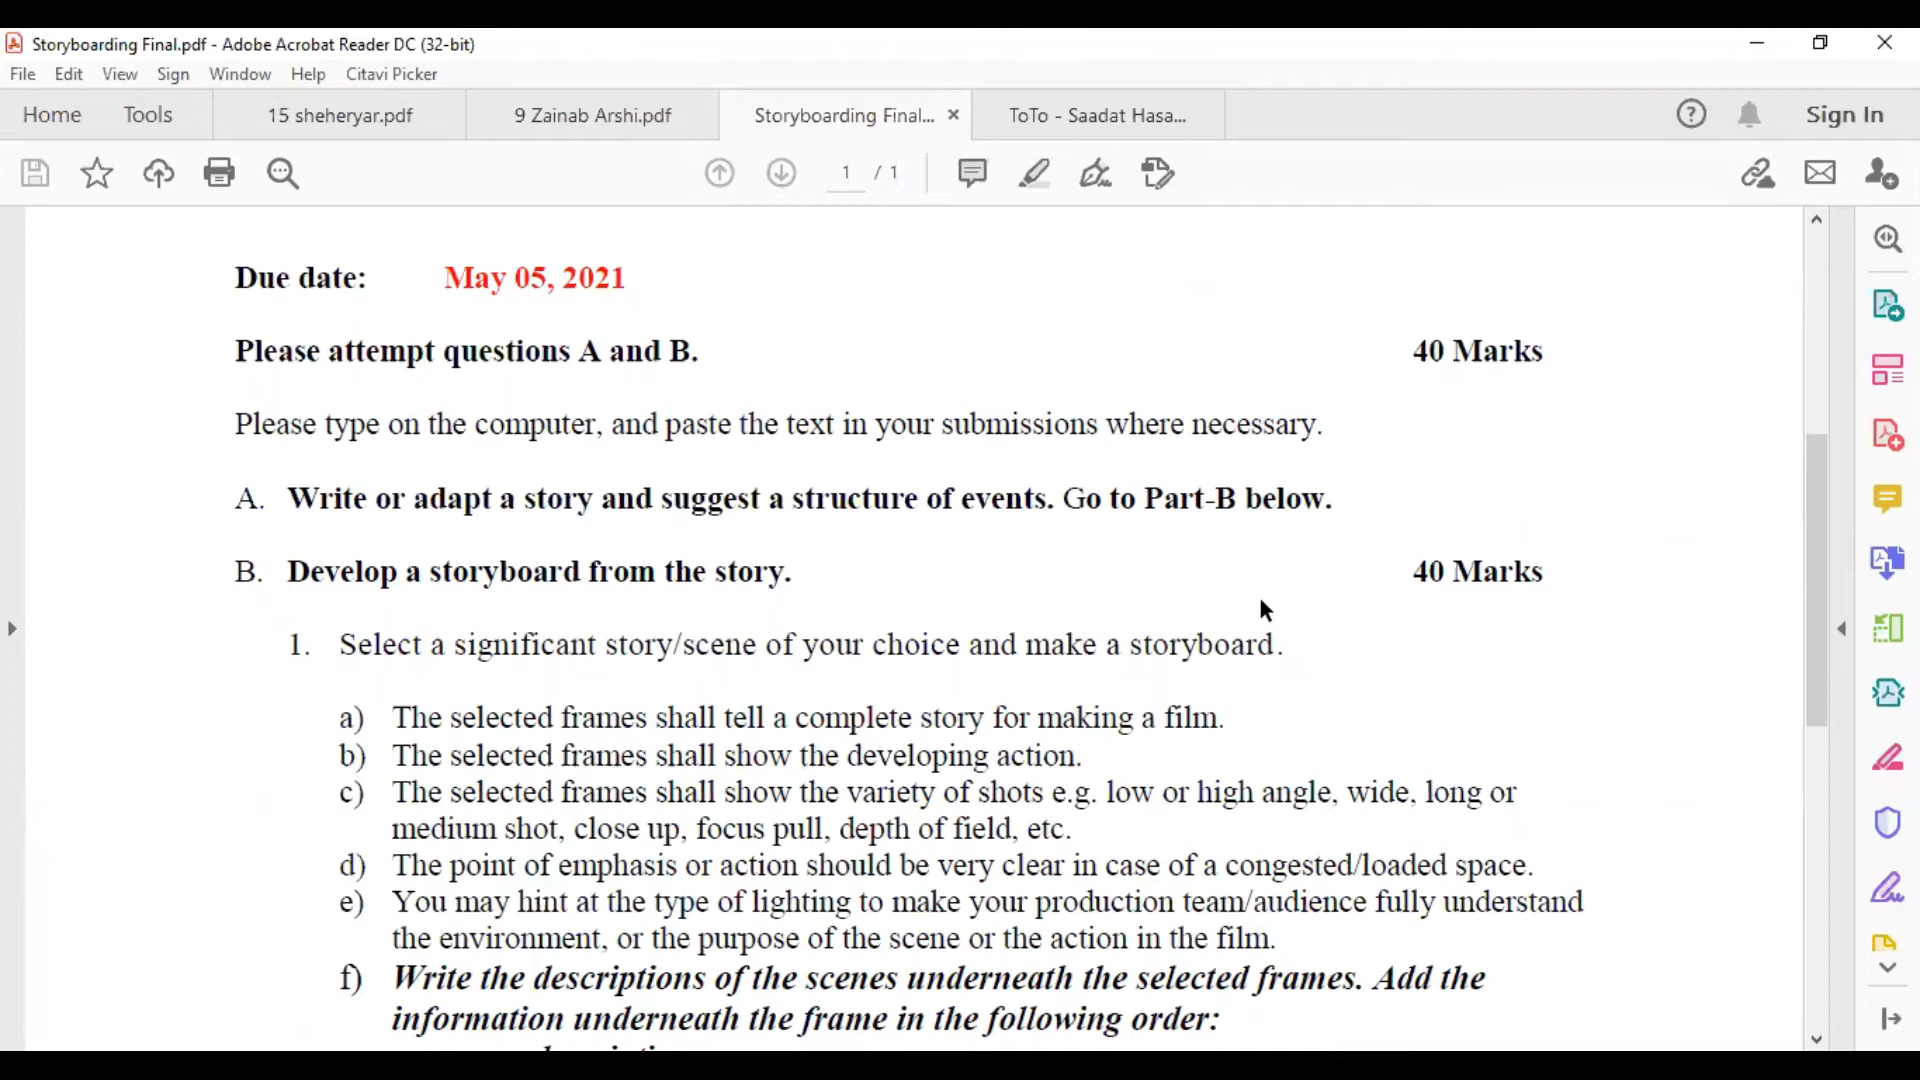 Storyboarding Final.pdf - Adobe Acrobat Reader DC (32-bit)
File Edit View Sign Window Help Citavi Picker
Home Tools 15 sheheryar.pdf 9 Zainab Arshi.pdf Storyboarding Final... × ToTo - Saadat Hasa... Sign In
1 / 1
Due date: May 05, 2021
Please attempt questions A and B. 40 Marks
Please type on the computer, and paste the text in your submissions where necessary.
A. Write or adapt a story and suggest a structure of events. Go to Part-B below.
B. Develop a storyboard from the story. 40 Marks
1. Select a significant story/scene of your choice and make a storyboard.
a) The selected frames shall tell a complete story for making a film.
b) The selected frames shall show the developing action.
c) The selected frames shall show the variety of shots e.g. low or high angle, wide, long or
medium shot, close up, focus pull, depth of field, etc.
d) The point of emphasis or action should be very clear in case of a congested/loaded space.
e) You may hint at the type of lighting to make your production team/audience fully understand
the environment, or the purpose of the scene or the action in the film.
f) Write the descriptions of the scenes underneath the selected frames. Add the
information underneath the frame in the following order: